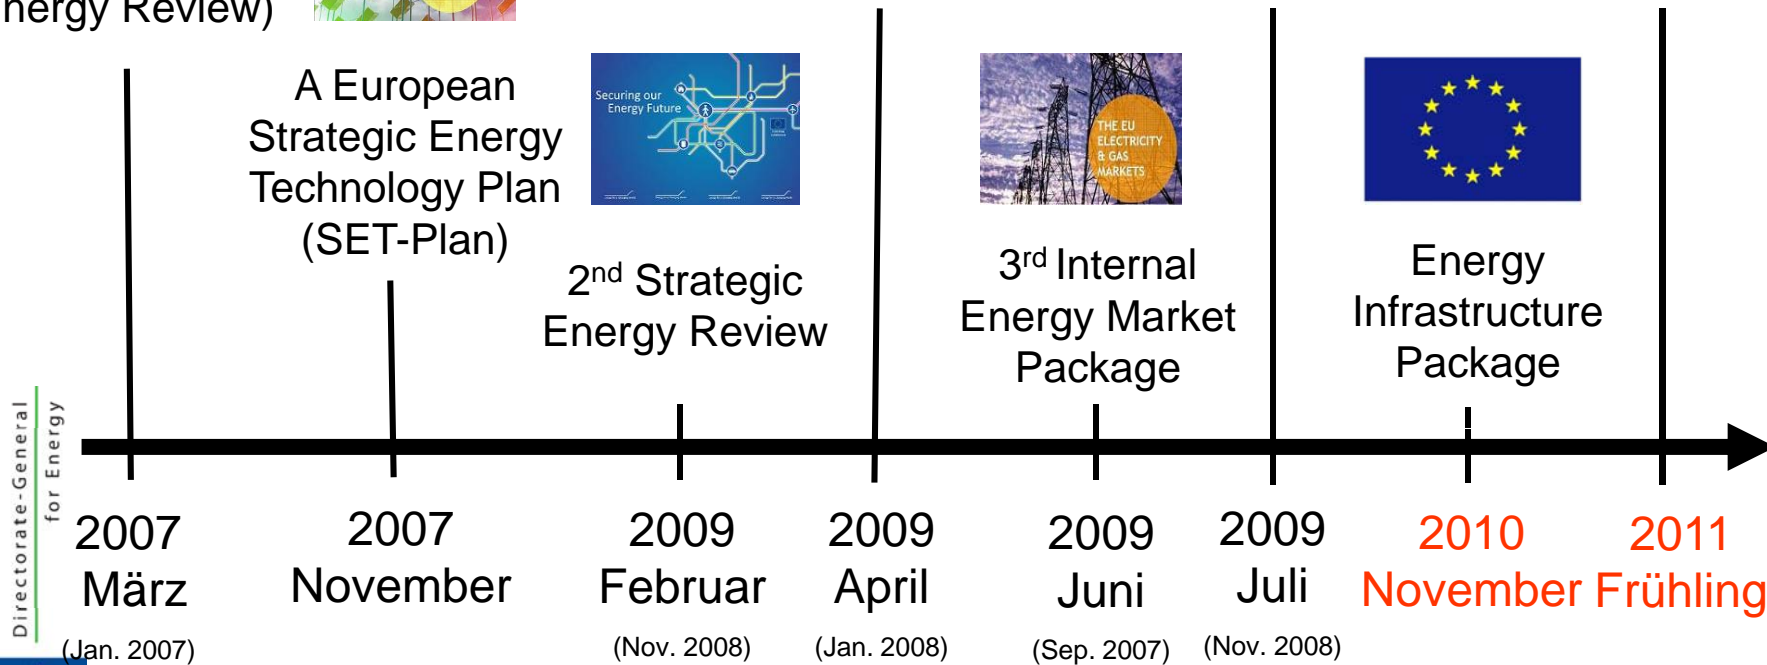 nergy Review)
A European
Strategic Energy
Technology Plan
(SET-Plan)
Securing our
Energy Future
2nd Strategic
Energy Review
THE EU
ELECTRICITY
& GAS
MARKETS
3rd Internal
Energy Market
Package
Energy
Infrastructure
Package
Directorate-General
for Energy
2007
März
(Jan. 2007)
2007
November
2009
Februar
(Nov. 2008)
2009
April
(Jan. 2008)
2009
Juni
(Sep. 2007)
2009
Juli
(Nov. 2008)
2010
November
2011
Frühling